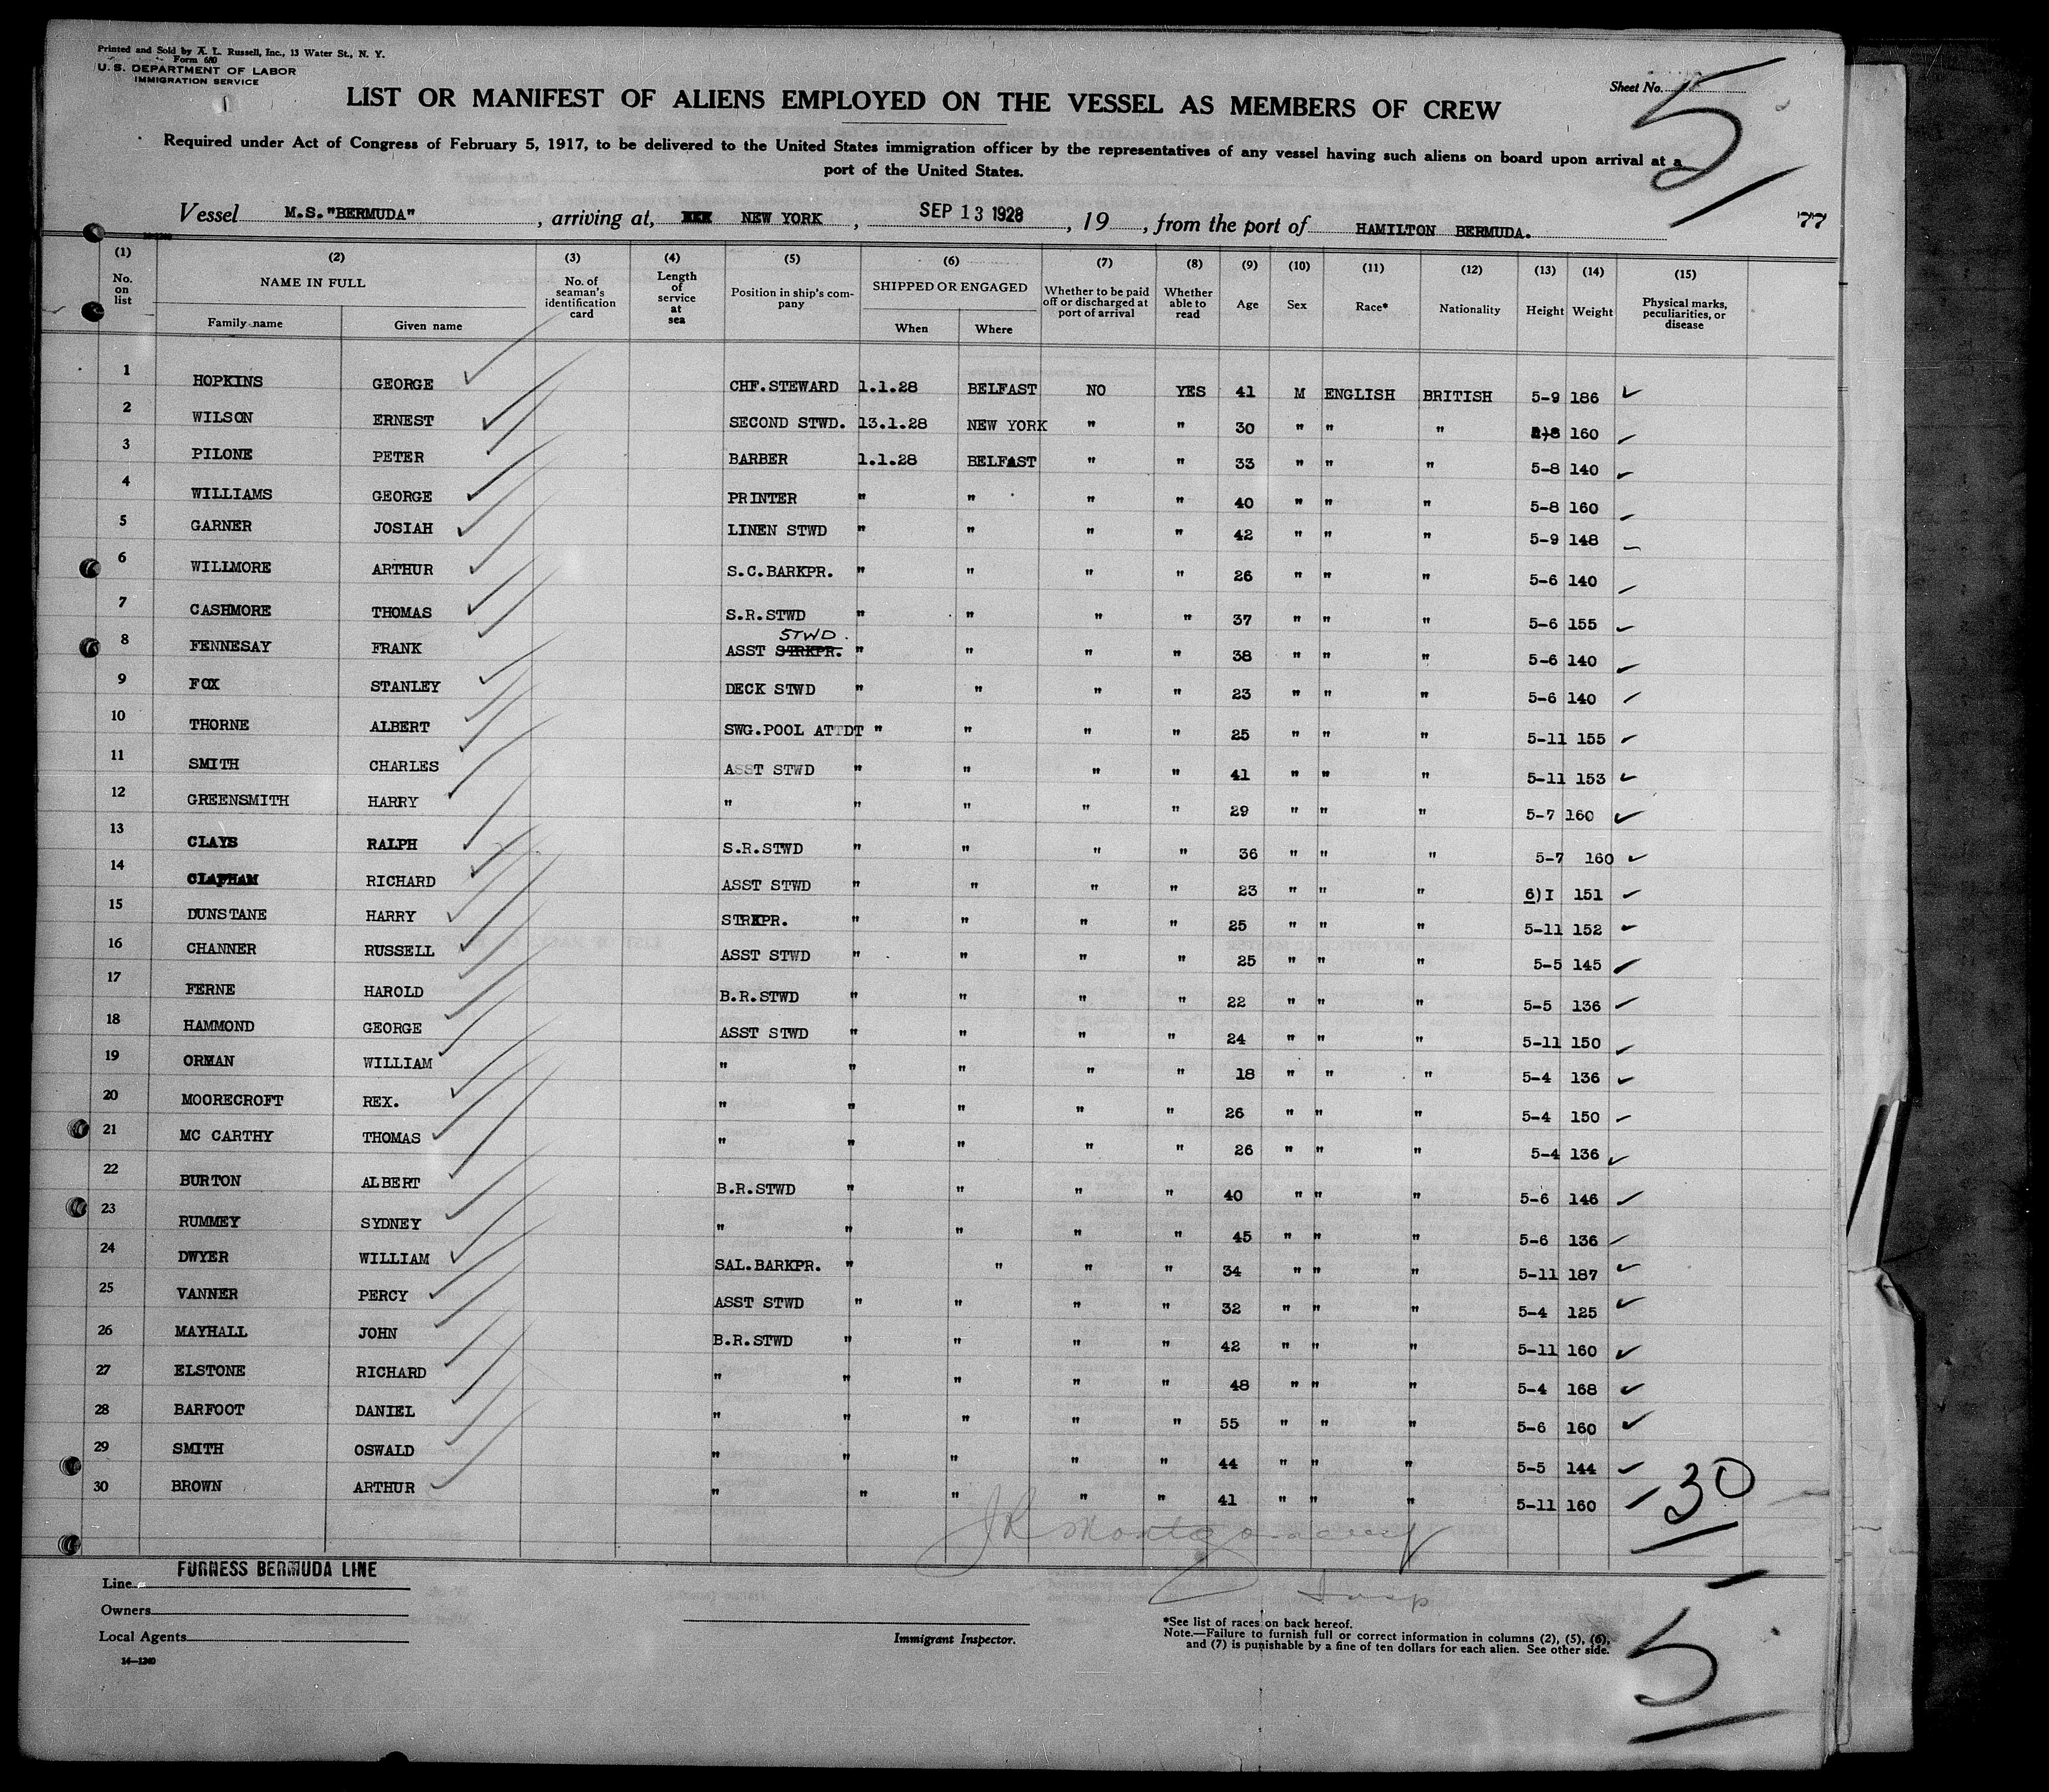 Printed and Sold by A. L. Russell, Inc., 13 Water St., N. Y.
Form 680
U. S. DEPARTMENT OF LABOR
IMMIGRATION SERVICE
Sheet No. 5
LIST OR MANIFEST OF ALIENS EMPLOYED ON THE VESSEL AS MEMBERS OF CREW
Required under Act of Congress of February 5, 1917, to be delivered to the United States immigration officer by the representatives of any vessel having such aliens on board upon arrival at a
port of the United States.
Vessel M.S."BERMUDA" , arriving at, NEW YORK , SEP 13 1928 , 19 , from the port of HAMILTON BERMUDA. 77
(1) (2) (3) (4) (5) (6) (7) (8) (9) (10) (11) (12) (13) (14) (15)
No. on list NAME IN FULL Family name Given name No. of seaman's identification card Length of service at sea Position in ship's company SHIPPED OR ENGAGED When Where Whether to be paid off or discharged at port of arrival Whether able to read Age Sex Race* Nationality Height Weight Physical marks, peculiarities, or disease
1 HOPKINS GEORGE CHF.STEWARD 1.1.28 BELFAST NO YES 41 M ENGLISH BRITISH 5-9 186
2 WILSON ERNEST SECOND STWD. 13.1.28 NEW YORK " " 30 " " " 160
3 PILONE PETER BARBER 1.1.28 BELFAST " " 33 " " " 5-8 140
4 WILLIAMS GEORGE PRINTER " " " " 40 " " " 5-8 160
5 GARNER JOSIAH LINEN STWD " " " " 42 " " " 5-9 148
6 WILLMORE ARTHUR S.C.BARKPR. " " " " 26 " " " 5-6 140
7 CASHMORE THOMAS S.R.STWD " " " " 37 " " " 5-6 155
8 FENNESAY FRANK ASST STRKPR. STWD. " " " " 38 " " " 5-6 140
9 FOX STANLEY DECK STWD " " " " 23 " " " 5-6 140
10 THORNE ALBERT SWG.POOL ATTDT " " " " 25 " " " 5-11 155
11 SMITH CHARLES ASST STWD " " " " 41 " " " 5-11 153
12 GREENSMITH HARRY " " " " " 29 " " " 5-7 160
13 CLAYS RALPH S.R.STWD " " " " 36 " " " 5-7 160
14 CLAPHAM RICHARD ASST STWD " " " " 23 " " " 6)I 151
15 DUNSTANE HARRY STRKPR. " " " " 25 " " " 5-11 152
16 CHANNER RUSSELL ASST STWD " " " " 25 " " " 5-5 145
17 FERNE HAROLD B.R.STWD " " " " 22 " " " 5-5 136
18 HAMMOND GEORGE ASST STWD " " " " 24 " " " 5-11 150
19 ORMAN WILLIAM " " " " " 18 " " " 5-4 136
20 MOORECROFT REX. " " " " " 26 " " " 5-4 150
21 MC CARTHY THOMAS " " " " " 26 " " " 5-4 136
22 BURTON ALBERT B.R.STWD " " " " 40 " " " 5-6 146
23 RUMMEY SYDNEY " " " " " 45 " " " 5-6 136
24 DWYER WILLIAM SAL.BARKPR. " " " " 34 " " " 5-11 187
25 VANNER PERCY ASST STWD " " " " 32 " " " 5-4 125
26 MAYHALL JOHN B.R.STWD " " " " 42 " " " 5-11 160
27 ELSTONE RICHARD " " " " " 48 " " " 5-4 168
28 BARFOOT DANIEL " " " " " 55 " " " 5-6 160
29 SMITH OSWALD " " " " " 44 " " " 5-5 144
30 BROWN ARTHUR " " " " " 41 " " " 5-11 160
30
JR Montgomery
Insp
FURNESS BERMUDA LINE
Line
Owners
Local Agents
14—1240
Immigrant Inspector.
*See list of races on back hereof.
Note.—Failure to furnish full or correct information in columns (2), (5), (6),
and (7) is punishable by a fine of ten dollars for each alien. See other side.
5